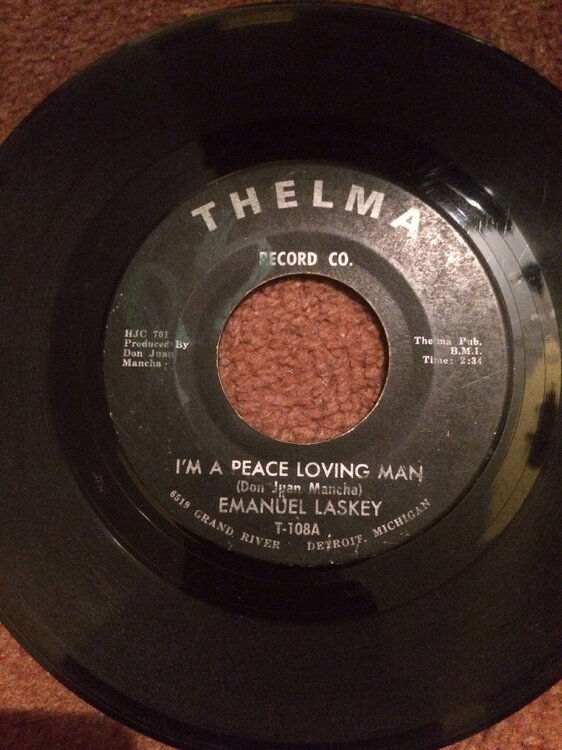 THELMA
RECORD CO.
HJC 701
Produced By
Don Juan
Mancha
Thelma Pub.
B.M.I.
Time: 2:34
I'M A PEACE LOVING MAN
(Don Juan Mancha)
EMANUEL LASKEY
T-108A
6519 GRAND RIVER DETROIT, MICHIGAN